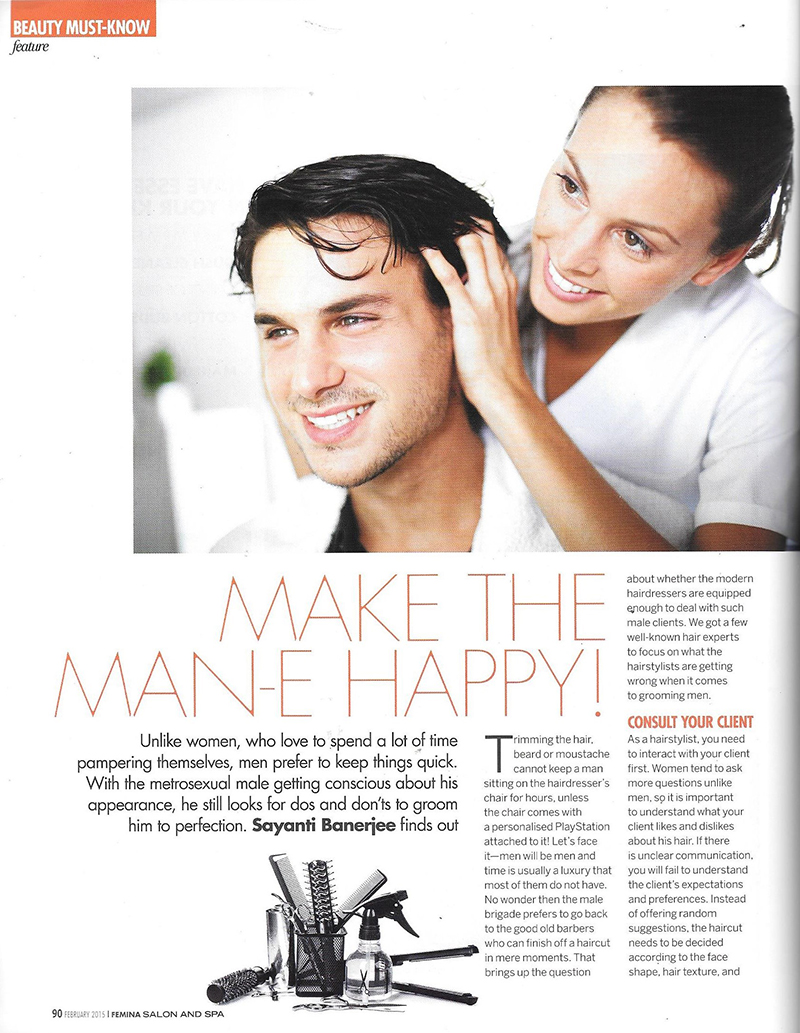 BEAUTY MUST-KNOW
feature
MAKE THE
MAN-E HAPPY!
Unlike women, who love to spend a lot of time
pampering themselves, men prefer to keep things quick.
With the metrosexual male getting conscious about his
appearance, he still looks for dos and don'ts to groom
him to perfection. Sayanti Banerjee finds out
Trimming the hair,
beard or moustache
cannot keep a man
sitting on the hairdresser's
chair for hours, unless
the chair comes with
a personalised PlayStation
attached to it! Let's face
it—men will be men and
time is usually a luxury that
most of them do not have.
No wonder then the male
brigade prefers to go back
to the good old barbers
who can finish off a haircut
in mere moments. That
brings up the question
about whether the modern
hairdressers are equipped
enough to deal with such
male clients. We got a few
well-known hair experts
to focus on what the
hairstylists are getting
wrong when it comes
to grooming men.
CONSULT YOUR CLIENT
As a hairstylist, you need
to interact with your client
first. Women tend to ask
more questions unlike
men, so it is important
to understand what your
client likes and dislikes
about his hair. If there
is unclear communication,
you will fail to understand
the client's expectations
and preferences. Instead
of offering random
suggestions, the haircut
needs to be decided
according to the face
shape, hair texture, and
90 FEBRUARY 2015 | FEMINA SALON AND SPA